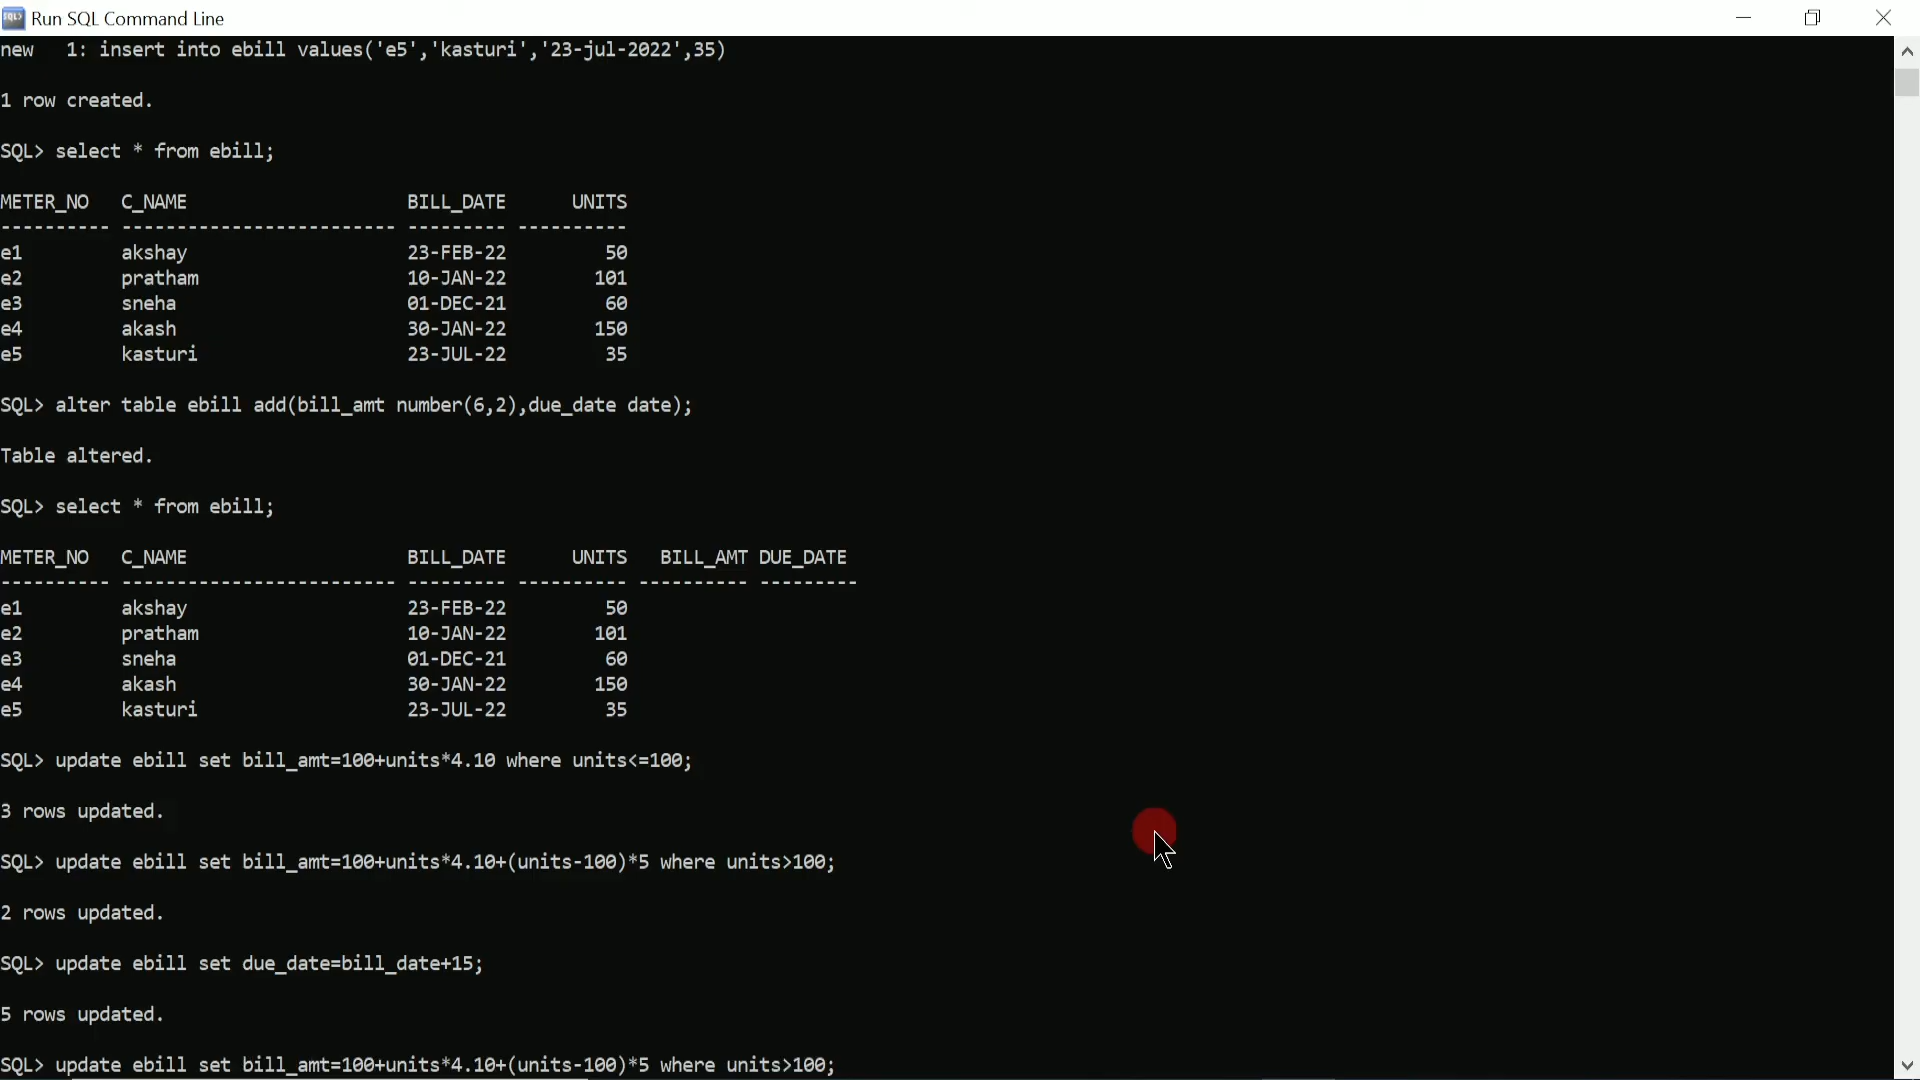 Run SQL Command Line
new   1: insert into ebill values('e5','kasturi','23-jul-2022',35)
1 row created.
SQL> select * from ebill;
METER_NO   C_NAME                    BILL_DATE      UNITS
---------- ------------------------- --------- ----------
e1         akshay                    23-FEB-22         50
e2         pratham                   10-JAN-22        101
e3         sneha                     01-DEC-21         60
e4         akash                     30-JAN-22        150
e5         kasturi                   23-JUL-22         35
SQL> alter table ebill add(bill_amt number(6,2),due_date date);
Table altered.
SQL> select * from ebill;
METER_NO   C_NAME                    BILL_DATE      UNITS   BILL_AMT DUE_DATE
---------- ------------------------- --------- ---------- ---------- ---------
e1         akshay                    23-FEB-22         50
e2         pratham                   10-JAN-22        101
e3         sneha                     01-DEC-21         60
e4         akash                     30-JAN-22        150
e5         kasturi                   23-JUL-22         35
SQL> update ebill set bill_amt=100+units*4.10 where units<=100;
3 rows updated.
SQL> update ebill set bill_amt=100+units*4.10+(units-100)*5 where units>100;
2 rows updated.
SQL> update ebill set due_date=bill_date+15;
5 rows updated.
SQL> update ebill set bill_amt=100+units*4.10+(units-100)*5 where units>100;